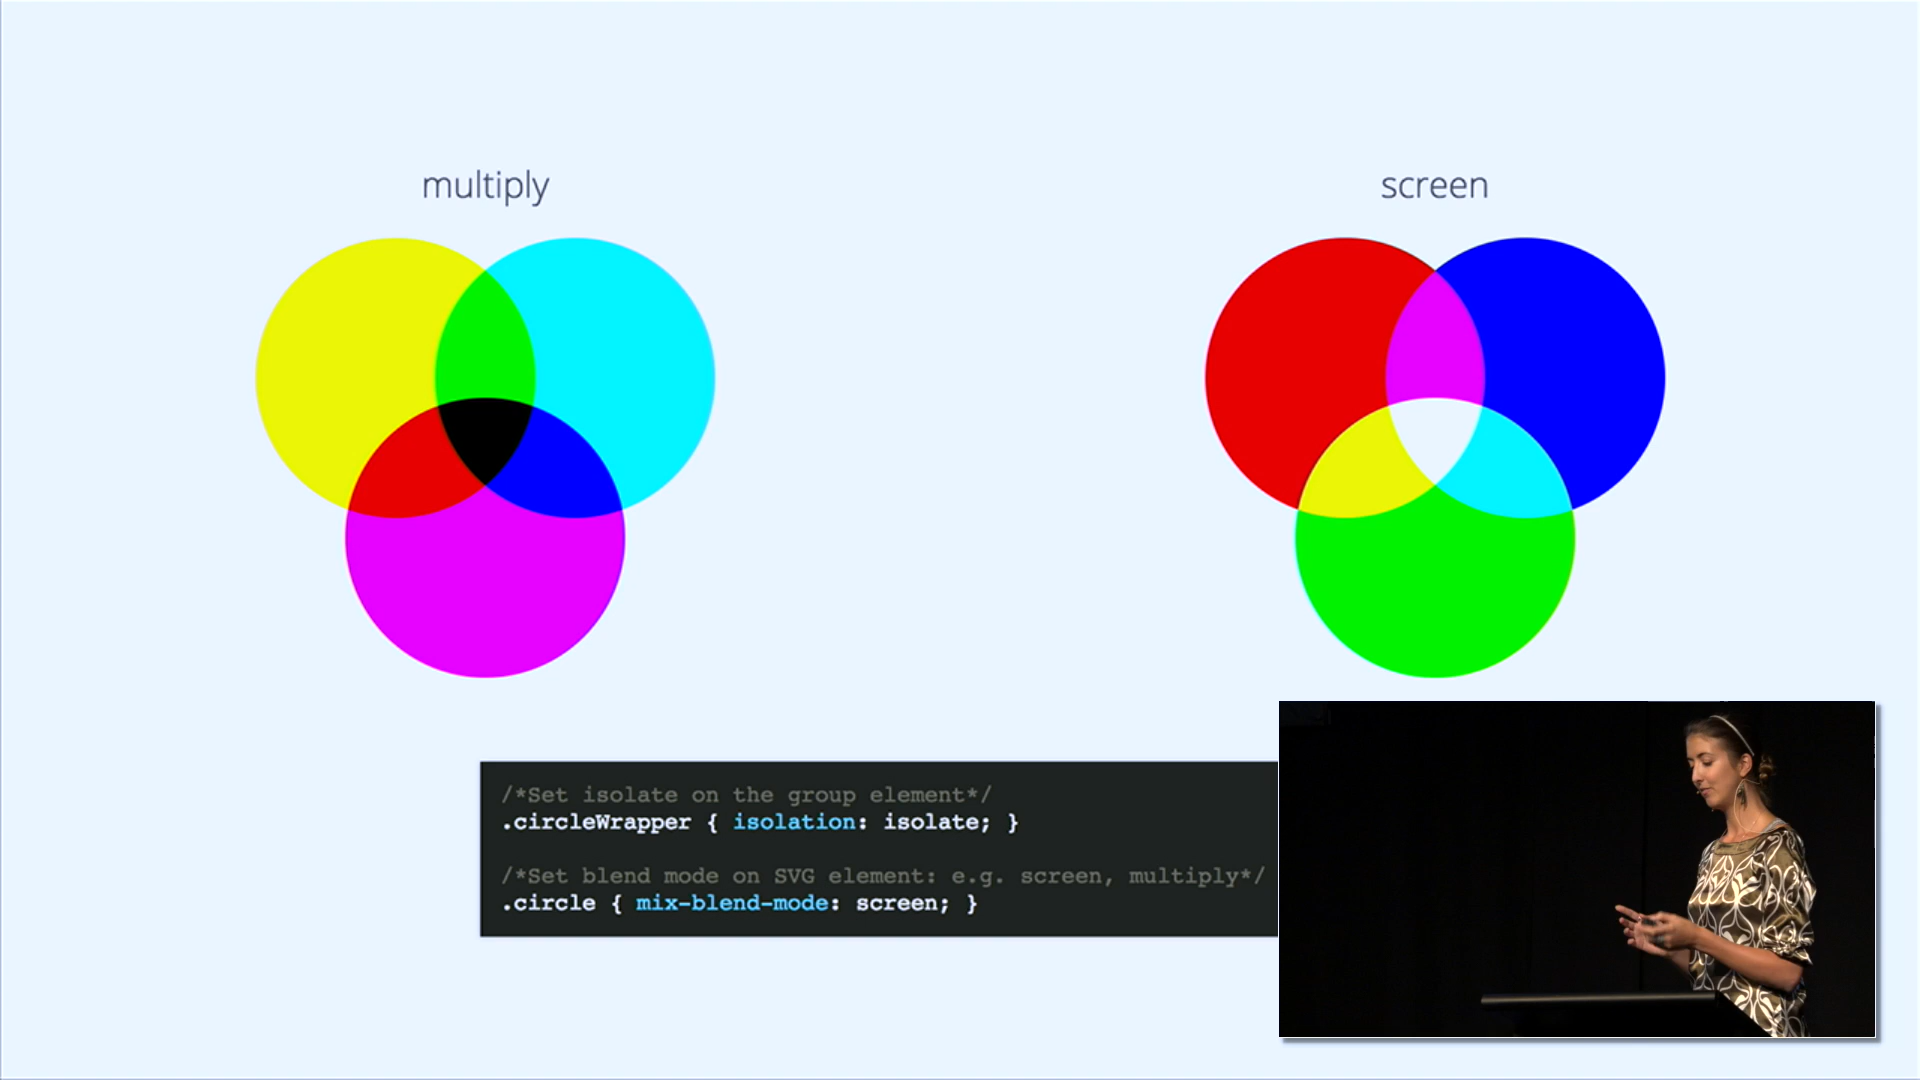 multiply
screen
/*Set isolate on the group element*/
.circleWrapper { isolation: isolate; }
/*Set blend mode on SVG element: e.g. screen, multiply*/
.circle { mix-blend-mode: screen; }